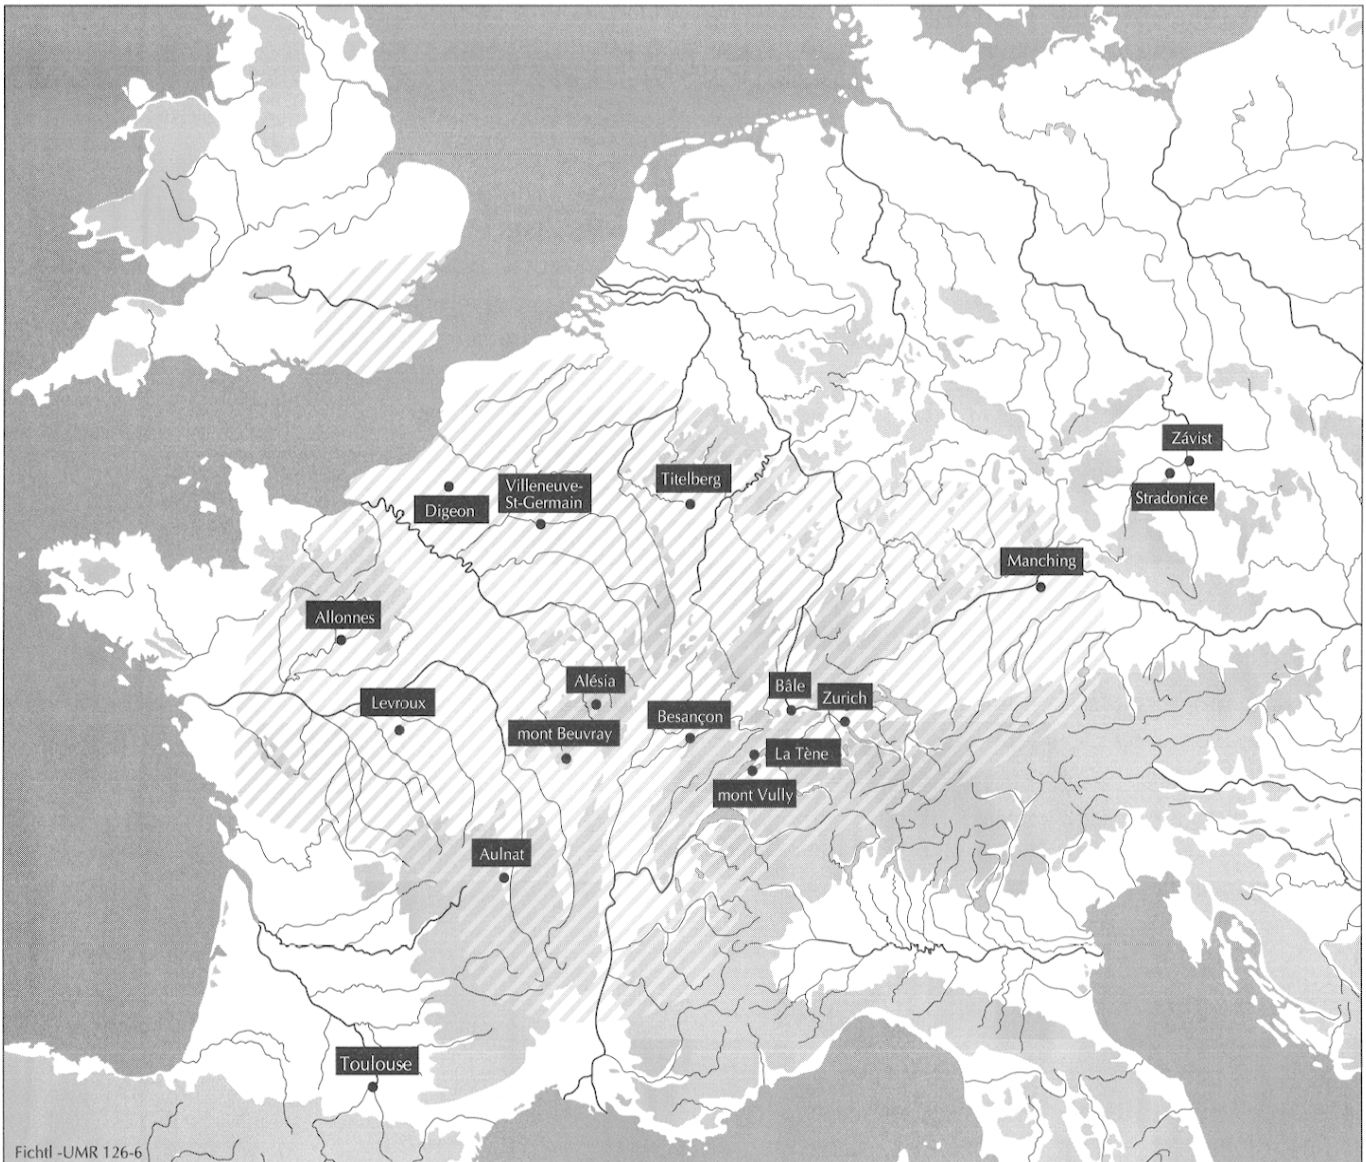 Závist
Stradonice
Titelberg
Villeneuve-
St-Germain
Digeon
Manching
Allonnes
Alésia
Levroux
Bâle
Zurich
Besançon
mont Beuvray
La Tène
mont Vully
Aulnat
Toulouse
Fichtl -UMR 126-6